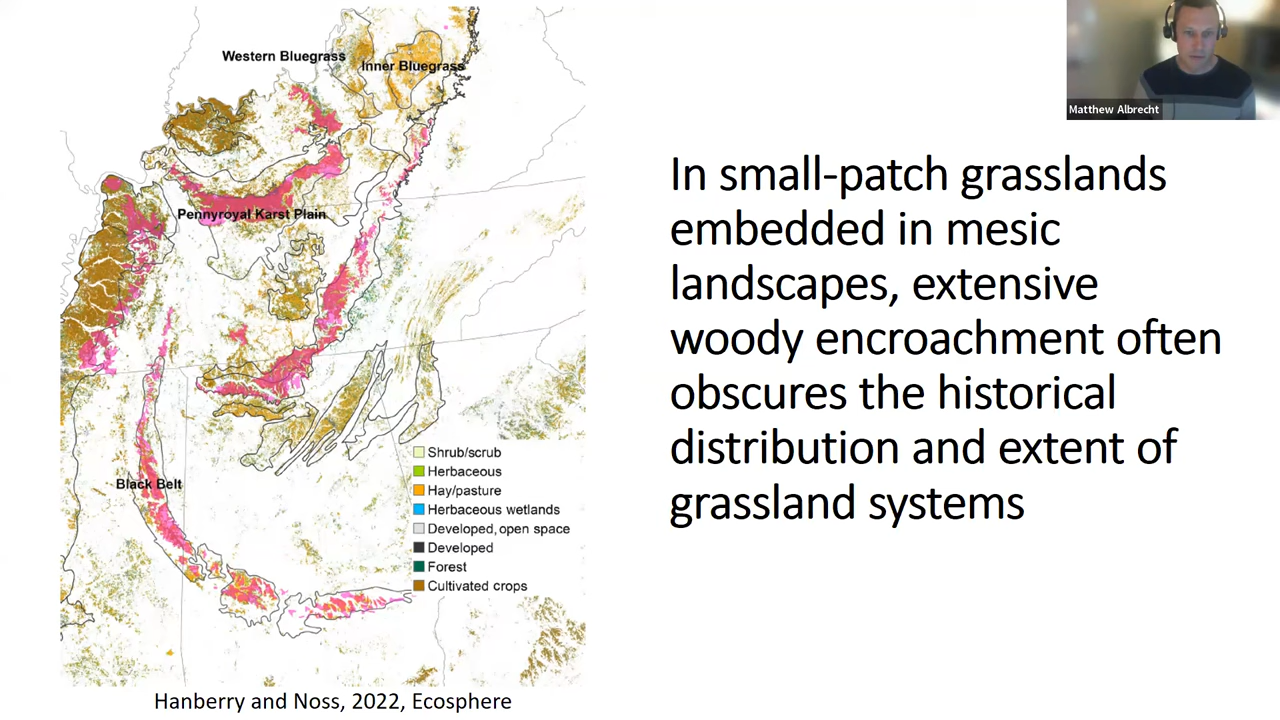 Western Bluegrass
Inner Bluegrass
Matthew Albrecht
In small-patch grasslands
embedded in mesic
landscapes, extensive
woody encroachment often
obscures the historical
distribution and extent of
grassland systems
Pennyroyal Karst Plain
Black Belt
Shrub/scrub
Herbaceous
Hay/pasture
Herbaceous wetlands
Developed, open space
Developed
Forest
Cultivated crops
Hanberry and Noss, 2022, Ecosphere